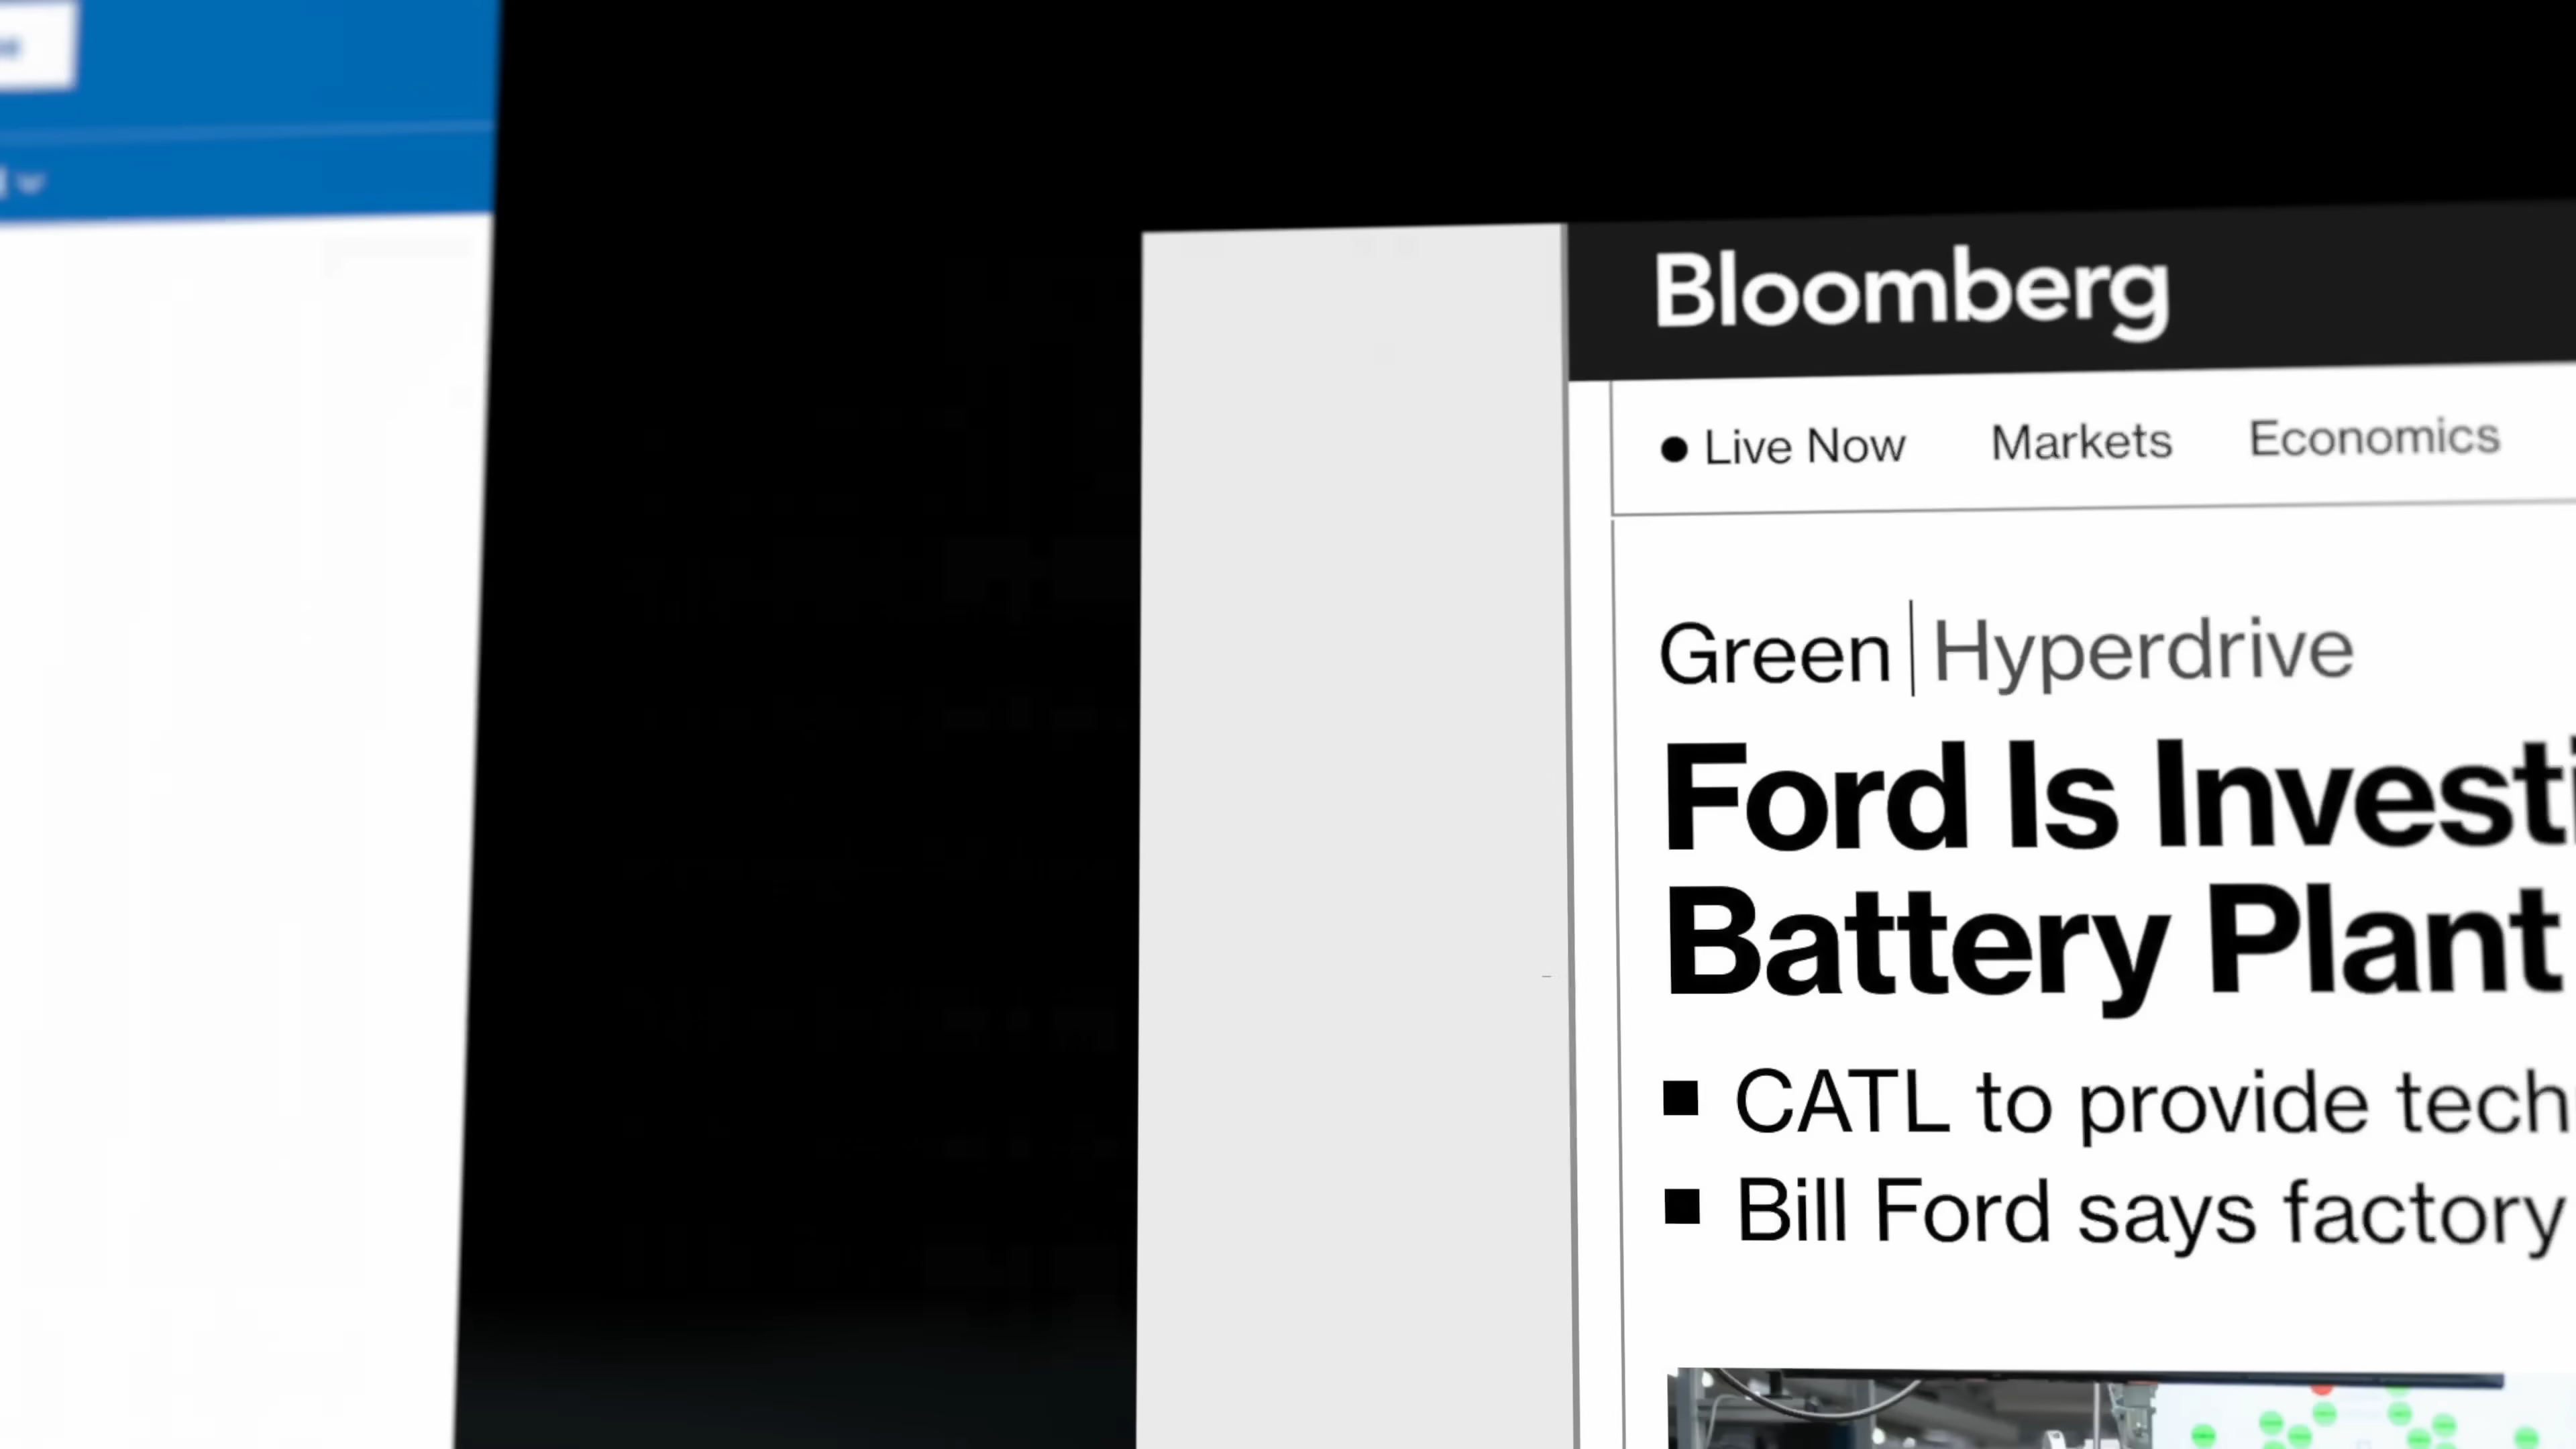 Bloomberg
Live Now Markets Economics
Green | Hyperdrive
Ford Is Investi
Battery Plant
CATL to provide tech
Bill Ford says factory